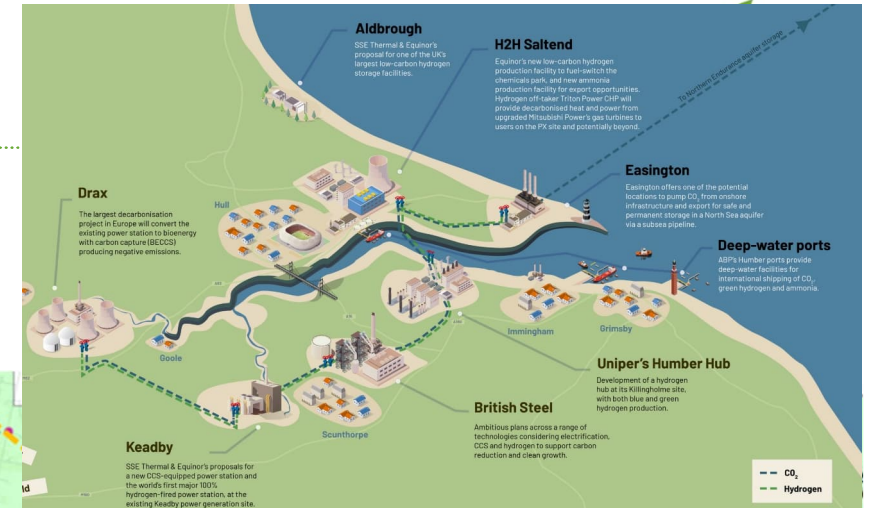 Aldbrough
SSE Thermal & Equinor's
proposal for one of the UK's
largest low-carbon hydrogen
storage facilities.
H2H Saltend
Equinor's new low-carbon hydrogen
production facility to fuel-switch the
chemicals park, and new ammonia
production facility for export opportunities.
Hydrogen off-taker Triton Power CHP will
provide decarbonised heat and power from
upgraded Mitsubishi Power's gas turbines to
users on the PX site and potentially beyond.
To Northern Endurance aquifer storage
Easington
Easington offers one of the potential
locations to pump CO₂ from onshore
infrastructure and export for safe and
permanent storage in a North Sea aquifer
via a subsea pipeline.
Drax
The largest decarbonisation
project in Europe will convert the
existing power station to bioenergy
with carbon capture (BECCS)
producing negative emissions.
Hull
Deep-water ports
ABP's Humber ports provide
deep-water facilities for
international shipping of CO₂,
green hydrogen and ammonia.
Goole
Immingham
Grimsby
Uniper's Humber Hub
Development of a hydrogen
hub at its Killingholme site,
with both blue and green
hydrogen production.
British Steel
Ambitious plans across a range of
technologies considering electrification,
CCS and hydrogen to support carbon
reduction and clean growth.
Scunthorpe
Keadby
SSE Thermal & Equinor's proposals for
a new CCS-equipped power station and
the world's first major 100%
hydrogen-fired power station, at the
existing Keadby power generation site.
CO₂
Hydrogen